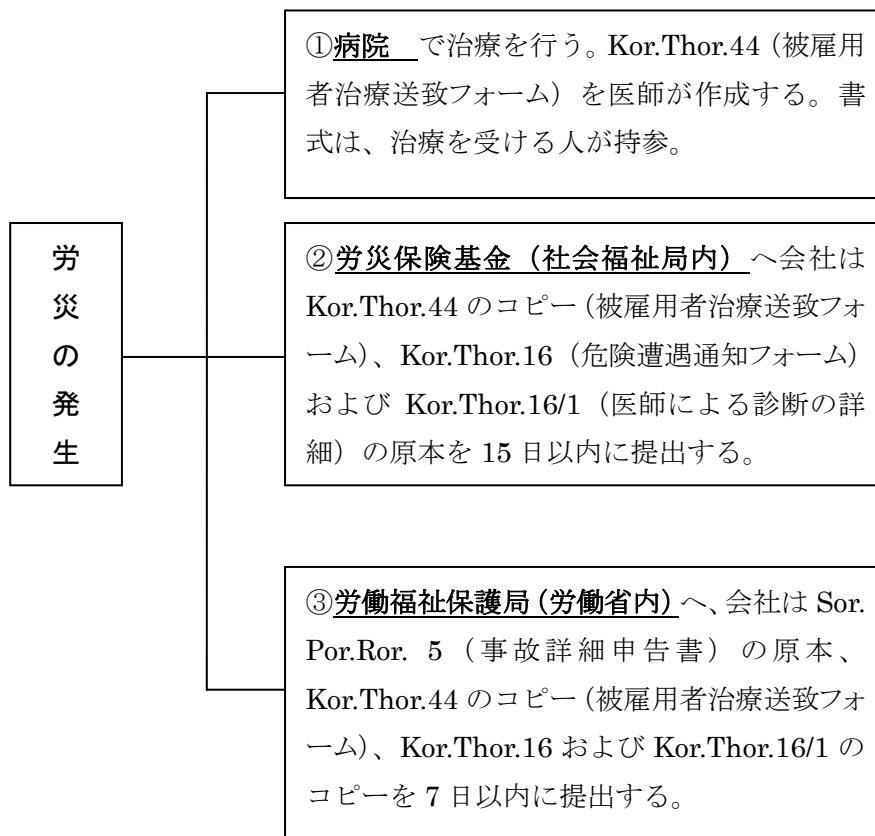 ①病院　で治療を行う。Kor.Thor.44（被雇用
者治療送致フォーム）を医師が作成する。書
式は、治療を受ける人が持参。
労
災
の
発
生
②労災保険基金（社会福祉局内）へ会社は
Kor.Thor.44 のコピー（被雇用者治療送致フォ
ーム）、Kor.Thor.16（危険遭遇通知フォーム）
および Kor.Thor.16/1（医師による診断の詳
細）の原本を 15 日以内に提出する。
③労働福祉保護局（労働省内）へ、会社は Sor.
Por.Ror. 5（事故詳細申告書）の原本、
Kor.Thor.44 のコピー（被雇用者治療送致フォ
ーム）、Kor.Thor.16 および Kor.Thor.16/1 の
コピーを 7 日以内に提出する。